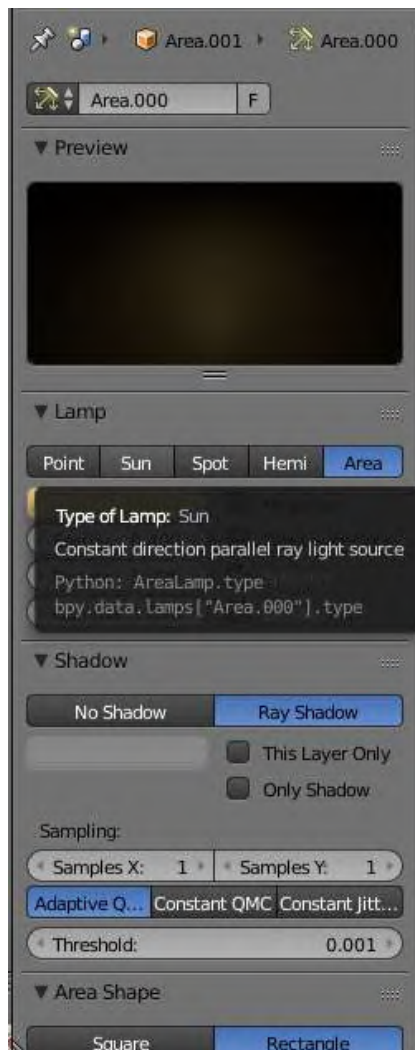 Area.001 Area.000
Area.000 F
Preview
Lamp
Point Sun Spot Hemi Area
Type of Lamp: Sun
Constant direction parallel ray light source
Python: AreaLamp.type
bpy.data.lamps["Area.000"].type
Shadow
No Shadow Ray Shadow
This Layer Only
Only Shadow
Sampling:
Samples X: 1 Samples Y: 1
Adaptive Q... Constant QMC Constant Jitt...
Threshold: 0.001
Area Shape
Square Rectangle